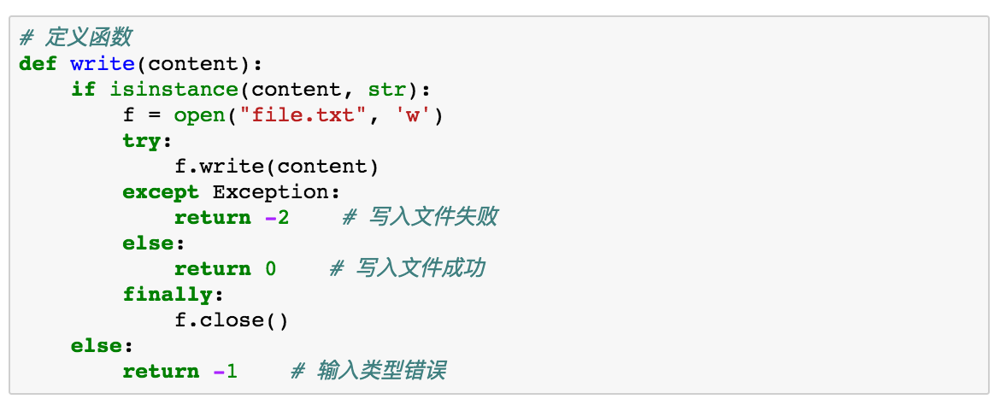 # 定义函数
def write(content):
    if isinstance(content, str):
        f = open("file.txt", 'w')
        try:
            f.write(content)
        except Exception:
            return -2    # 写入文件失败
        else:
            return 0    # 写入文件成功
        finally:
            f.close()
    else:
        return -1    # 输入类型错误